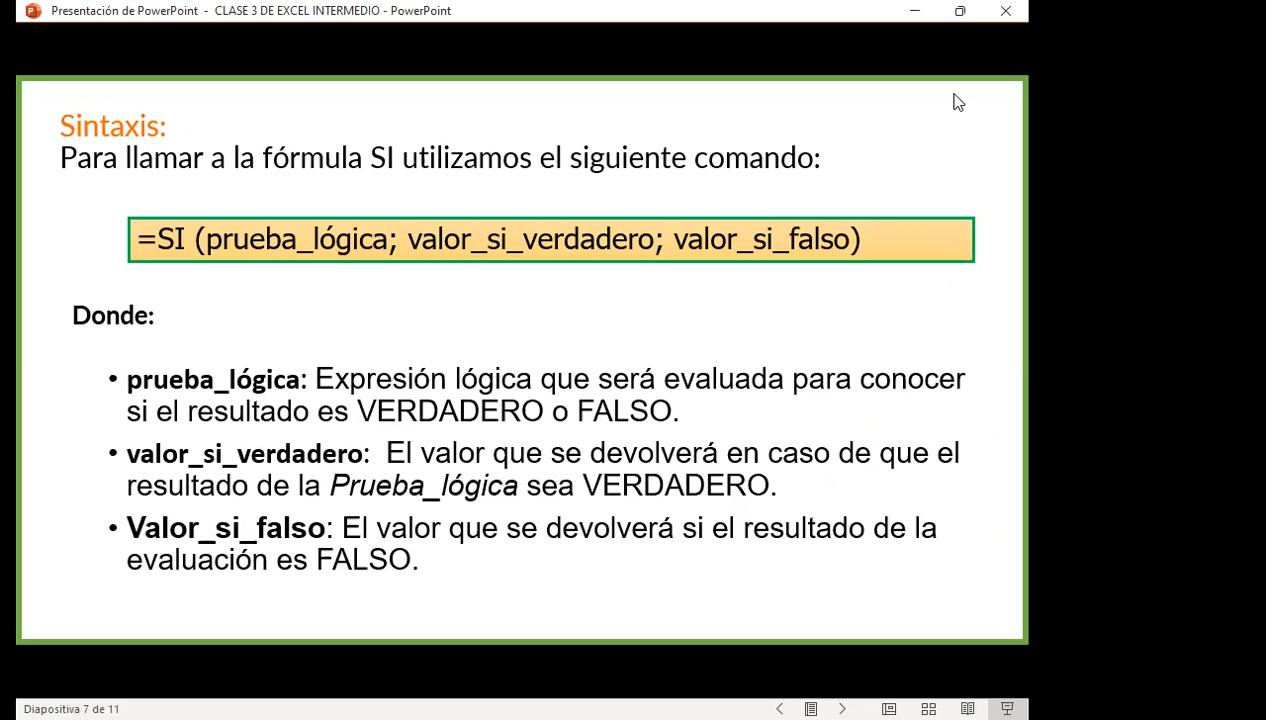 Presentación de PowerPoint - CLASE 3 DE EXCEL INTERMEDIO - PowerPoint
Sintaxis:
Para llamar a la fórmula SI utilizamos el siguiente comando:
=SI (prueba_lógica; valor_si_verdadero; valor_si_falso)
Donde:
• prueba_lógica: Expresión lógica que será evaluada para conocer
si el resultado es VERDADERO o FALSO.
• valor_si_verdadero: El valor que se devolverá en caso de que el
resultado de la Prueba_lógica sea VERDADERO.
• Valor_si_falso: El valor que se devolverá si el resultado de la
evaluación es FALSO.
Diapositiva 7 de 11